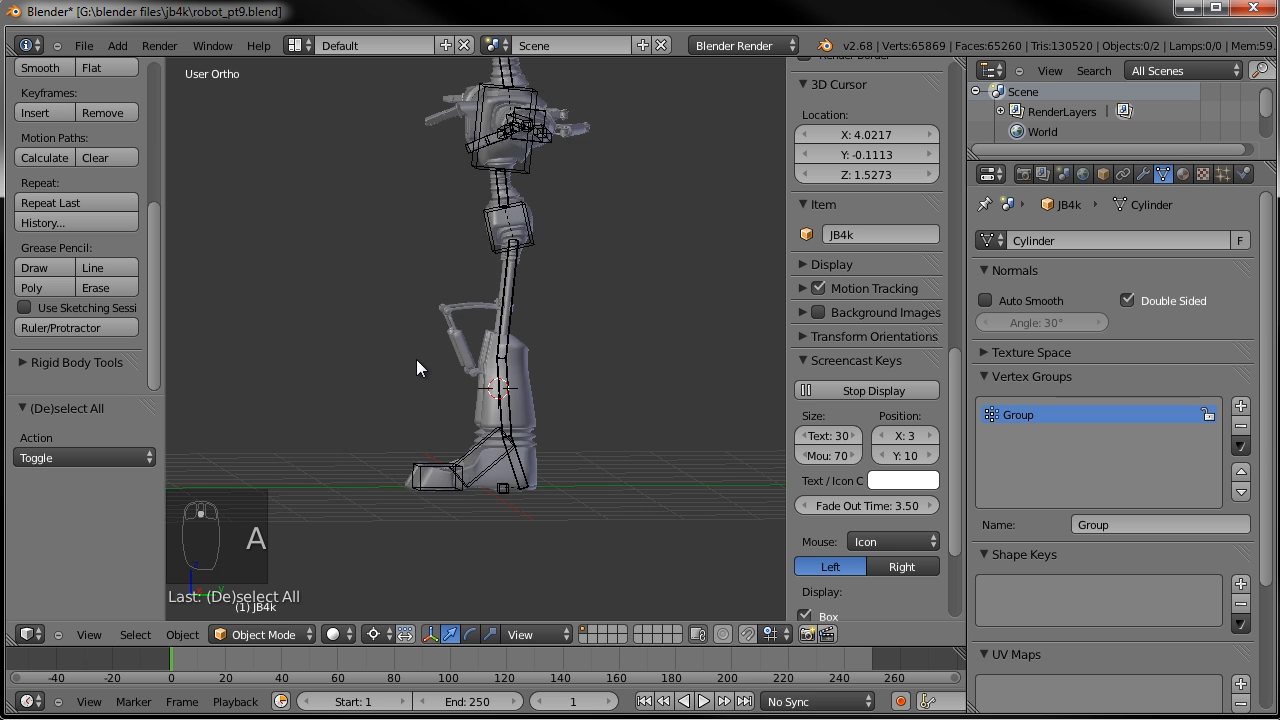 Blender* [G:\blender files\jb4k\robot_pt9.blend]
File Add Render Window Help Default Scene Blender Render v2.68 | Verts:65869 | Faces:65260 | Tris:130520 | Objects:0/2 | Lamps:0/0 | Mem:59.
Smooth Flat
Keyframes:
Insert Remove
Motion Paths:
Calculate Clear
Repeat:
Repeat Last
History...
Grease Pencil:
Draw Line
Poly Erase
Use Sketching Sessi
Ruler/Protractor
Rigid Body Tools
(De)select All
Action
Toggle
User Ortho
A
Last: (De)select All
(1) JB4k
3D Cursor
Location:
X: 4.0217
Y: -0.1113
Z: 1.5273
Item
JB4k
Display
Motion Tracking
Background Images
Transform Orientations
Screencast Keys
Stop Display
Size: Position:
Text: 30 X: 3
Mou: 70 Y: 10
Text / Icon C
Fade Out Time: 3.50
Mouse: Icon
Left Right
Display:
Box
View Search All Scenes
Scene
RenderLayers |
World
JB4k Cylinder
Cylinder F
Normals
Auto Smooth Double Sided
Angle: 30°
Texture Space
Vertex Groups
Group
Name: Group
Shape Keys
UV Maps
View Select Object Object Mode View
-40 -20 0 20 40 60 80 100 120 140 160 180 200 220 240 260
View Marker Frame Playback Start: 1 End: 250 1 No Sync